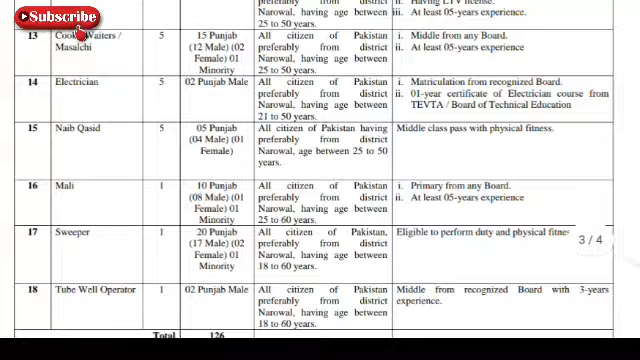 Subscribe
preferably from district ii. Having LTV license.
Narowal, having age between iii. At least 05-years experience.
25 to 50 years.
13 Cook / Waiters / 5 15 Punjab All citizen of Pakistan i. Middle from any Board.
Masalchi (12 Male) (02 preferably from district ii. At least 05-years experience
Female) 01 Narowal, having age between
Minority 25 to 50 years.
14 Electrician 5 02 Punjab Male All citizen of Pakistan i. Matriculation from recognized Board.
preferably from district ii. 01-year certificate of Electrician course from
Narowal, having age between TEVTA / Board of Technical Education
21 to 50 years.
15 Naib Qasid 5 05 Punjab All citizen of Pakistan having Middle class pass with physical fitness.
(04 Male) (01 preferably from district
Female) Narowal, age between 25 to 50
years.
16 Mali 1 10 Punjab All citizen of Pakistan i. Primary from any Board.
(08 Male) (01 preferably from district ii. At least 05-years experience
Female) 01 Narowal, having age between
Minority 25 to 60 years.
17 Sweeper 1 20 Punjab All citizen of Pakistan, Eligible to perform duty and physical fitness
(17 Male) (02 preferably from district
Female) 01 Narowal, having age between
Minority 18 to 60 years.
3 / 4
18 Tube Well Operator 1 02 Punjab Male All citizen of Pakistan Middle from recognized Board with 3-years
preferably from district experience.
Narowal, having age between
18 to 60 years.
Total 126